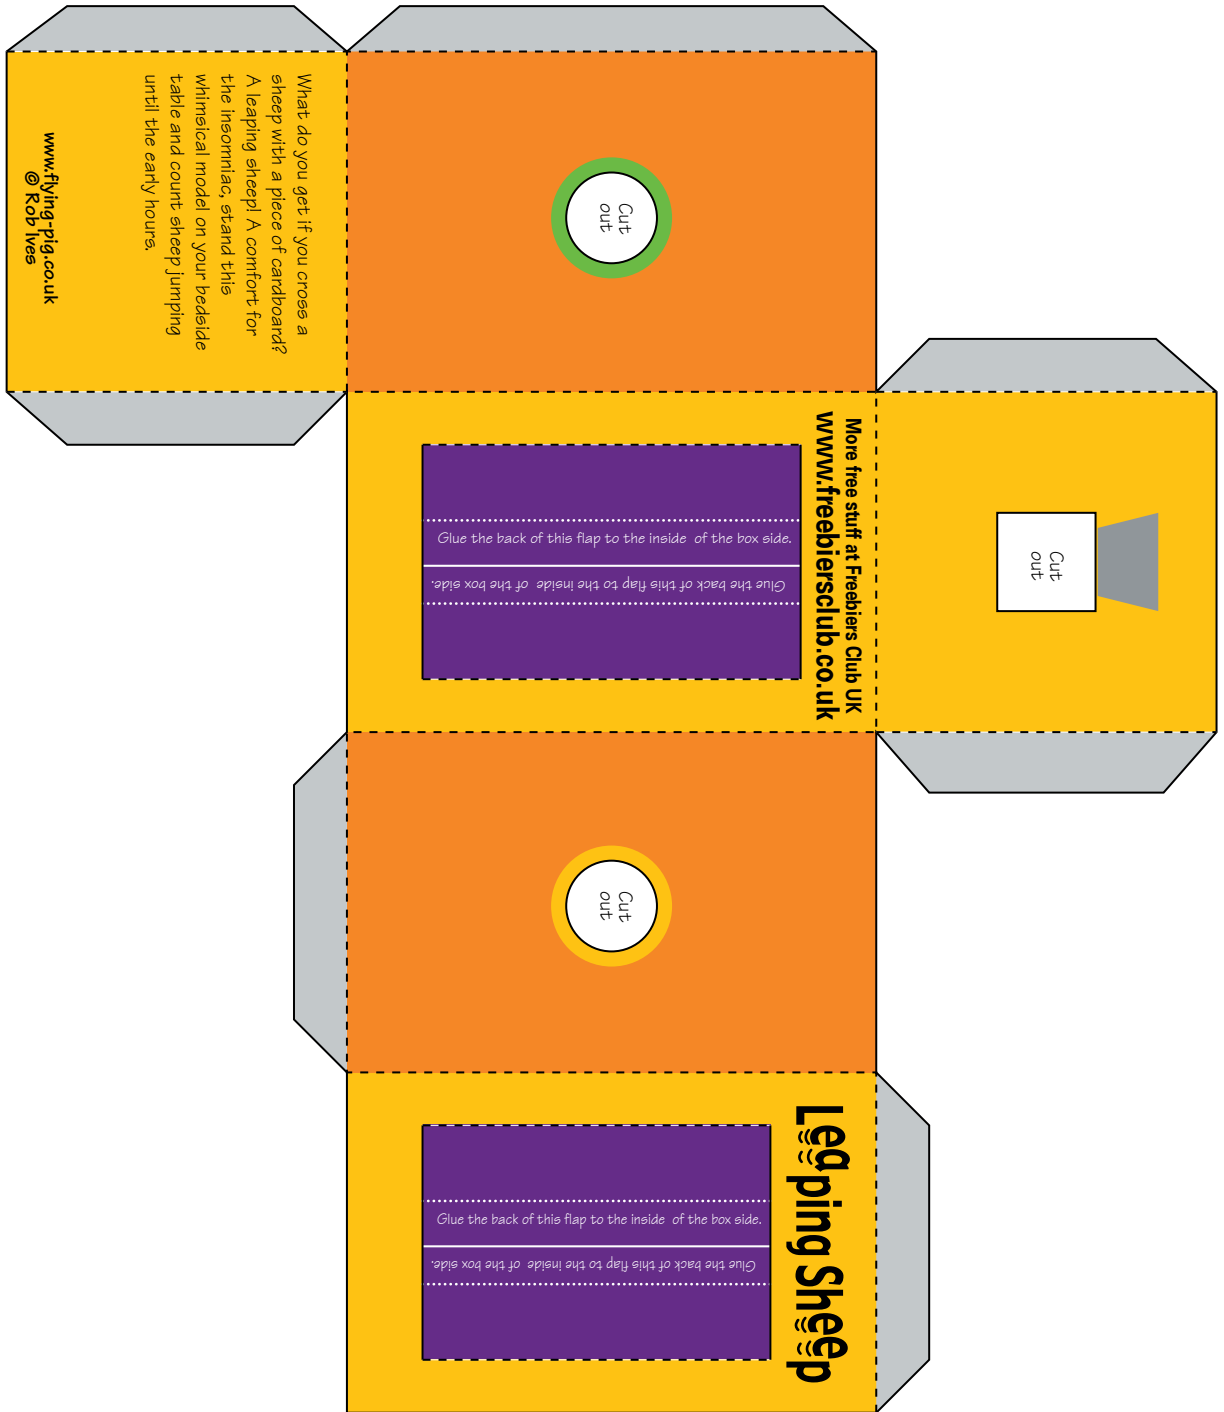 What do you get if you cross a
sheep with a piece of cardboard?
A leaping sheep! A comfort for
the insomniac, stand this
whimsical model on your bedside
table and count sheep jumping
until the early hours.
www.flying-pig.co.uk
© Rob Ives
Cut
out
More free stuff at Freebiers Club UK
www.freebiersclub.co.uk
Glue the back of this flap to the inside of the box side.
Glue the back of this flap to the inside of the box side.
Cut
out
Cut
out
Leaping Sheep
Glue the back of this flap to the inside of the box side.
Glue the back of this flap to the inside of the box side.